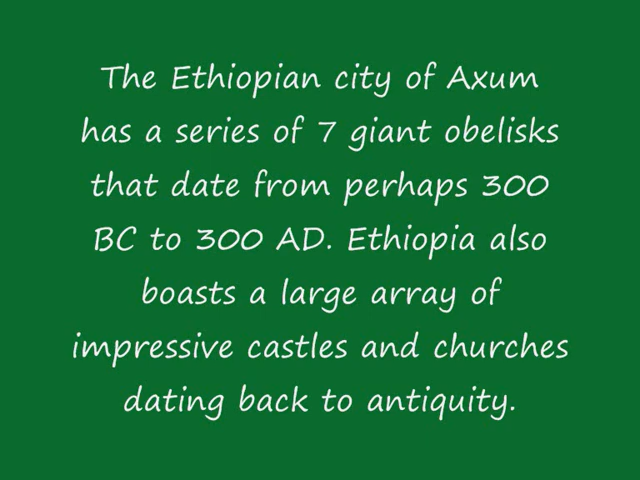 The Ethiopian city of Axum
has a series of 7 giant obelisks
that date from perhaps 300
BC to 300 AD. Ethiopia also
boasts a large array of
impressive castles and churches
dating back to antiquity.